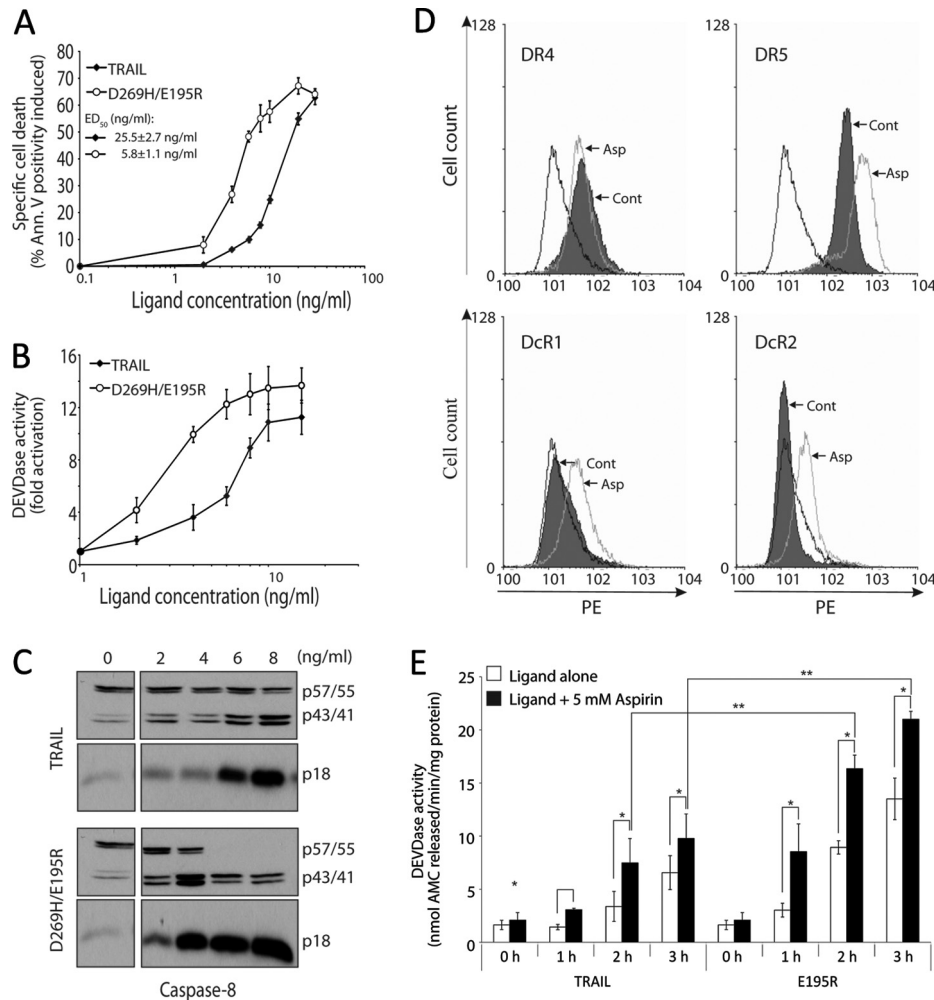 A
80
70
60
50
40
30
20
10
0
Specific cell death
(% Ann. V positivity induced)
TRAIL
D269H/E195R
ED50 (ng/ml):
25.5±2.7 ng/ml
5.8±1.1 ng/ml
0.1
1
10
100
Ligand concentration (ng/ml)
B
16
12
8
4
0
DEVDase activity
(fold activation)
TRAIL
D269H/E195R
1
10
Ligand concentration (ng/ml)
C
0 2 4 6 8 (ng/ml)
TRAIL
p57/55
p43/41
p18
D269H/E195R
p57/55
p43/41
p18
Caspase-8
D
128
Cell count
0
DR4
Asp
Cont
100 101 102 103 104
128
0
DR5
Cont
Asp
100 101 102 103 104
128
Cell count
0
DcR1
Cont
Asp
100 101 102 103 104
PE
128
0
DcR2
Cont
Asp
100 101 102 103 104
PE
E
Ligand alone
Ligand + 5 mM Aspirin
25
20
15
10
5
0
DEVDase activity
(nmol AMC released/min/mg protein)
**
**
* * * * * *
0 h 1 h 2 h 3 h 0 h 1 h 2 h 3 h
TRAIL E195R